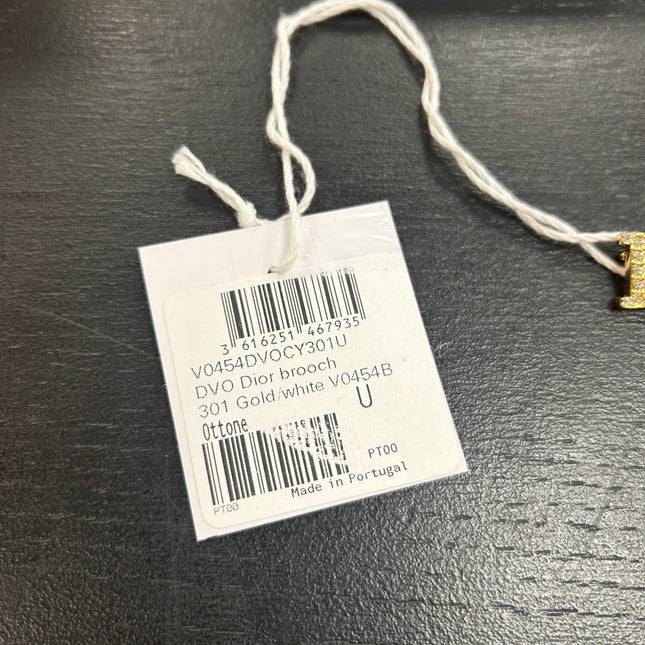 3 616251 467935
V0454DVOCY301U
DVO Dior brooch
301 Gold/white V0454B
U
Ottone
PT00
Made in Portugal
PT00